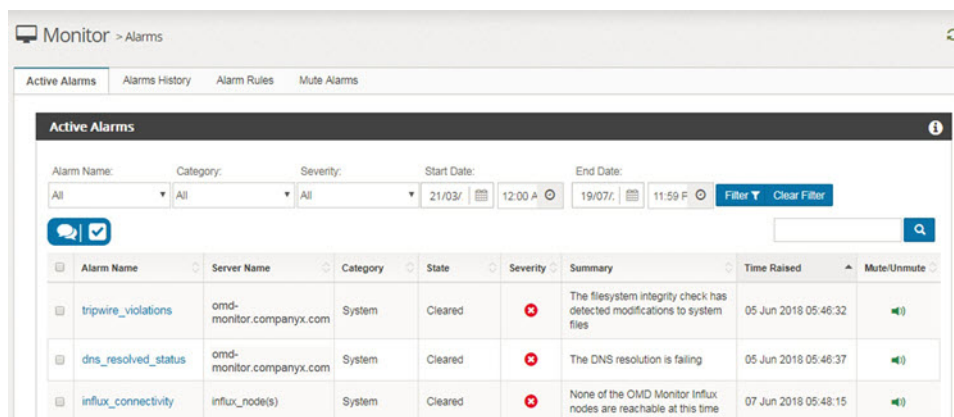 Monitor > Alarms
Active Alarms Alarms History Alarm Rules Mute Alarms
Active Alarms
Alarm Name: Category: Severity: Start Date: End Date:
All All All 21/03/ 12:00 A 19/07/ 11:59 F Filter Clear Filter
Alarm Name Server Name Category State Severity Summary Time Raised Mute/Unmute
tripwire_violations omd-monitor.companyx.com System Cleared The filesystem integrity check has detected modifications to system files 05 Jun 2018 05:46:32
dns_resolved_status omd-monitor.companyx.com System Cleared The DNS resolution is failing 05 Jun 2018 05:46:37
influx_connectivity influx_node(s) System Cleared None of the OMD Monitor Influx nodes are reachable at this time 07 Jun 2018 05:48:15